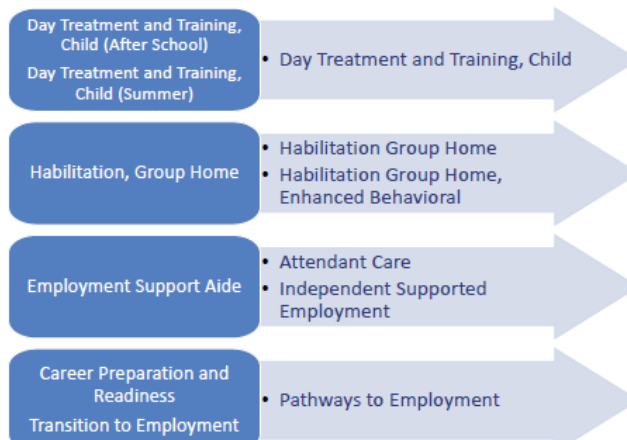 Day Treatment and Training,
Child (After School)
Day Treatment and Training,
Child (Summer)
• Day Treatment and Training, Child
Habilitation, Group Home
• Habilitation Group Home
• Habilitation Group Home,
Enhanced Behavioral
Employment Support Aide
• Attendant Care
• Independent Supported
Employment
Career Preparation and
Readiness
Transition to Employment
• Pathways to Employment